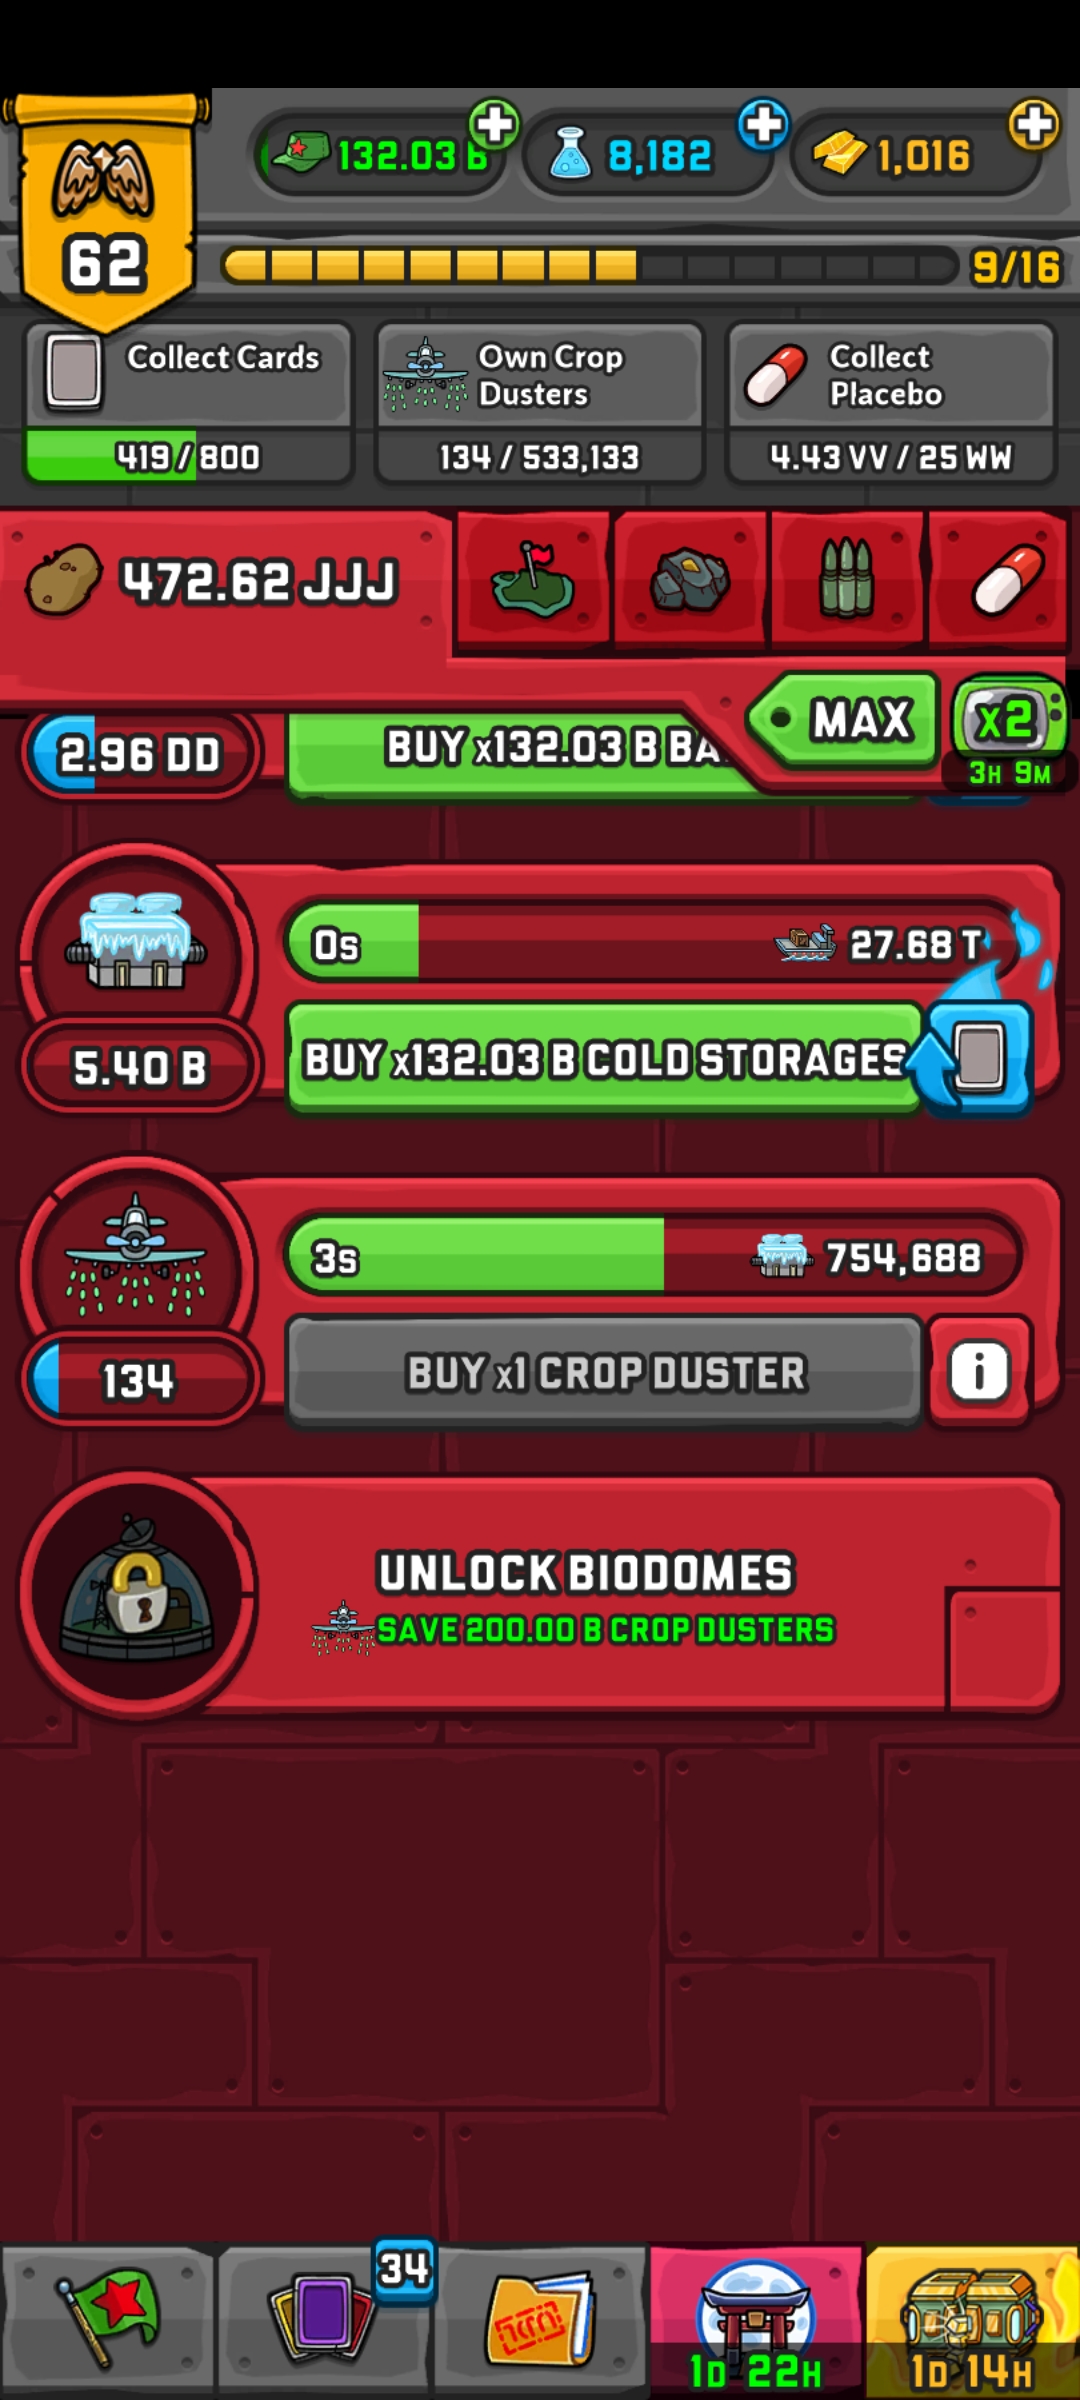 132.03 B
8,182
1,016
62
9/16
Collect Cards
419 / 800
Own Crop
Dusters
134 / 533,133
Collect
Placebo
4.43 VV / 25 WW
472.62 JJJ
MAX
x2
3H 9M
2.96 DD
BUY x132.03 B BA
0s
27.68 T
5.40 B
BUY x132.03 B COLD STORAGES
3s
754,688
134
BUY x1 CROP DUSTER
i
UNLOCK BIODOMES
SAVE 200.00 B CROP DUSTERS
34
1D 22H
1D 14H